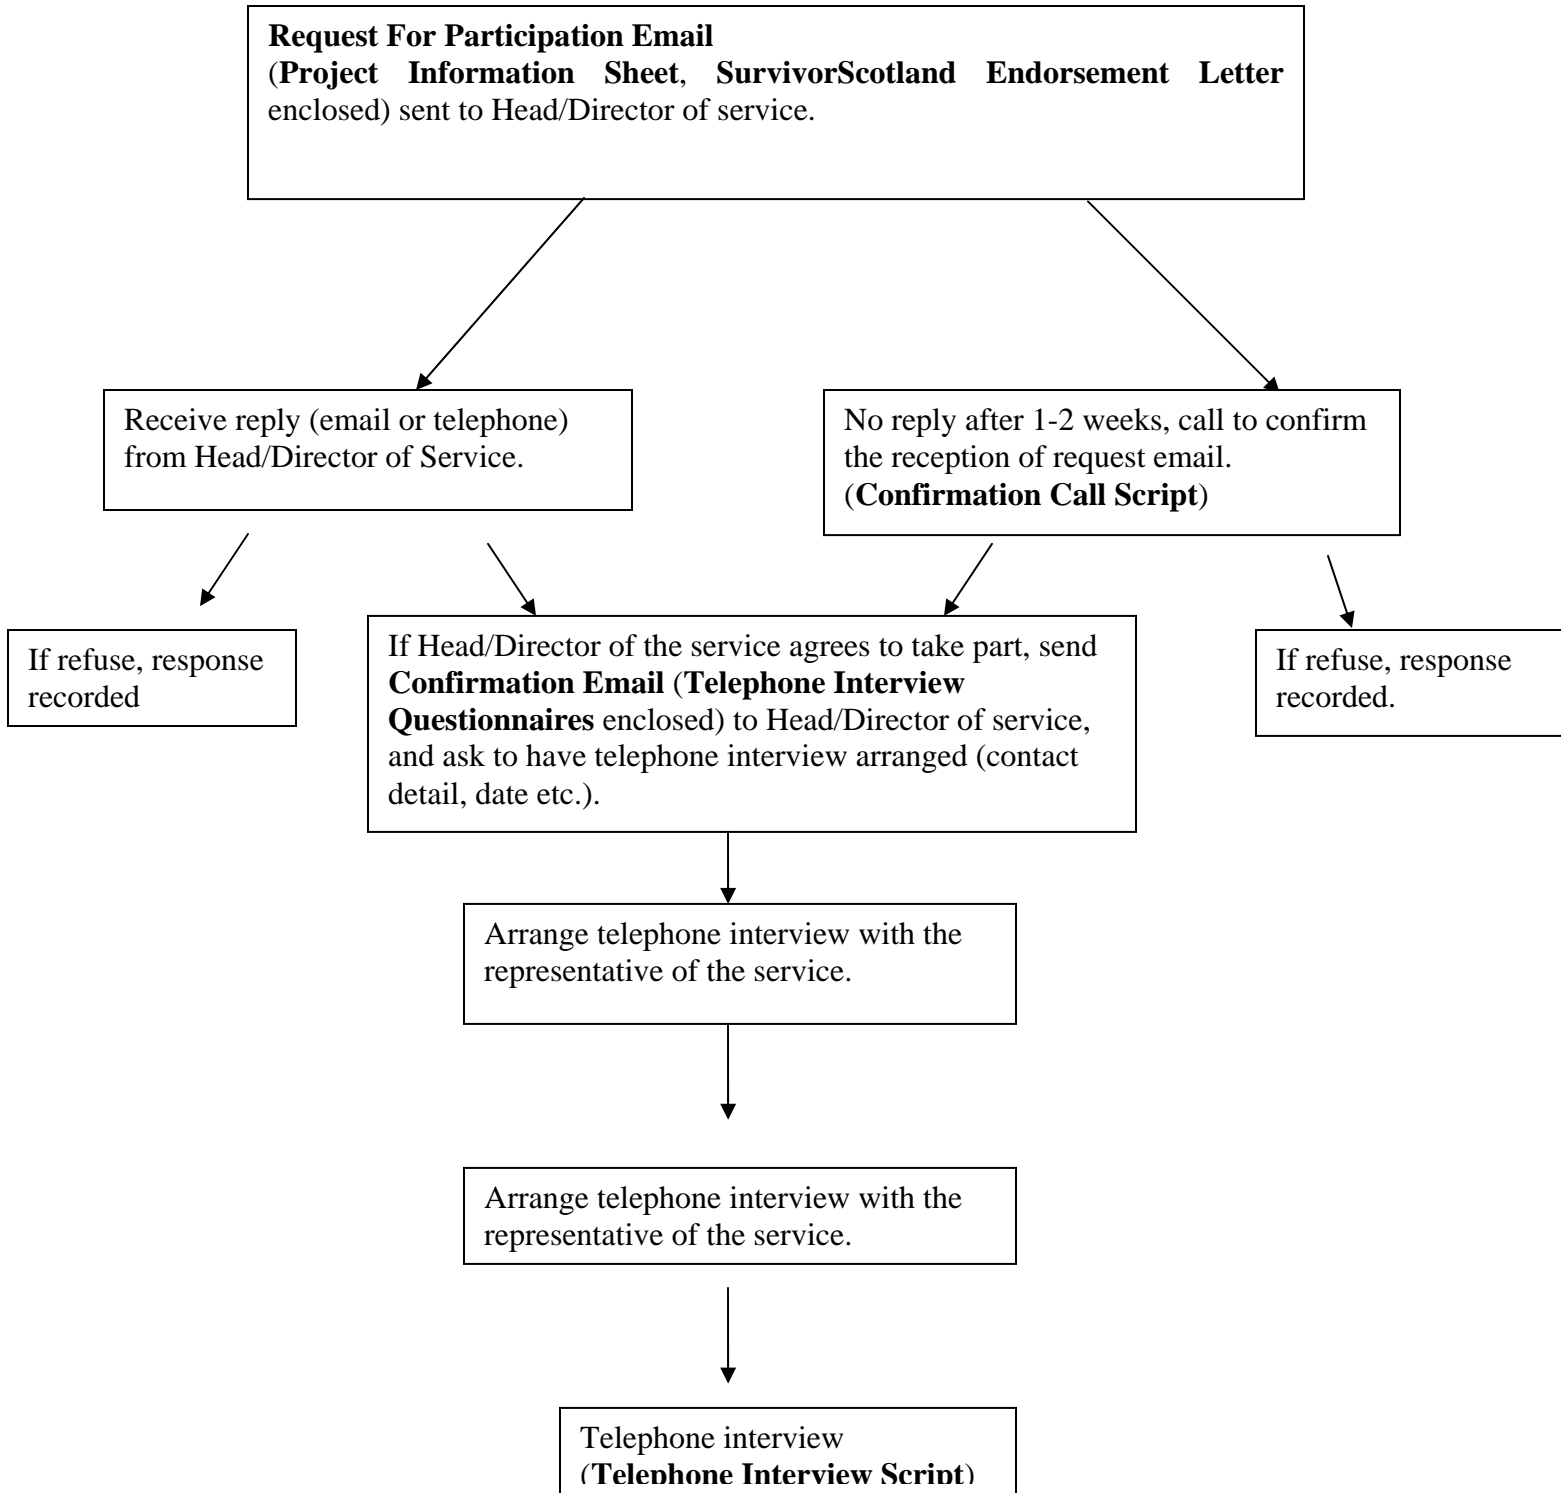 Request For Participation Email
(Project Information Sheet, SurvivorScotland Endorsement Letter
enclosed) sent to Head/Director of service.
Receive reply (email or telephone)
from Head/Director of Service.
No reply after 1-2 weeks, call to confirm
the reception of request email.
(Confirmation Call Script)
If refuse, response
recorded
If Head/Director of the service agrees to take part, send
Confirmation Email (Telephone Interview
Questionnaires enclosed) to Head/Director of service,
and ask to have telephone interview arranged (contact
detail, date etc.).
If refuse, response
recorded.
Arrange telephone interview with the
representative of the service.
Arrange telephone interview with the
representative of the service.
Telephone interview
(Telephone Interview Script)